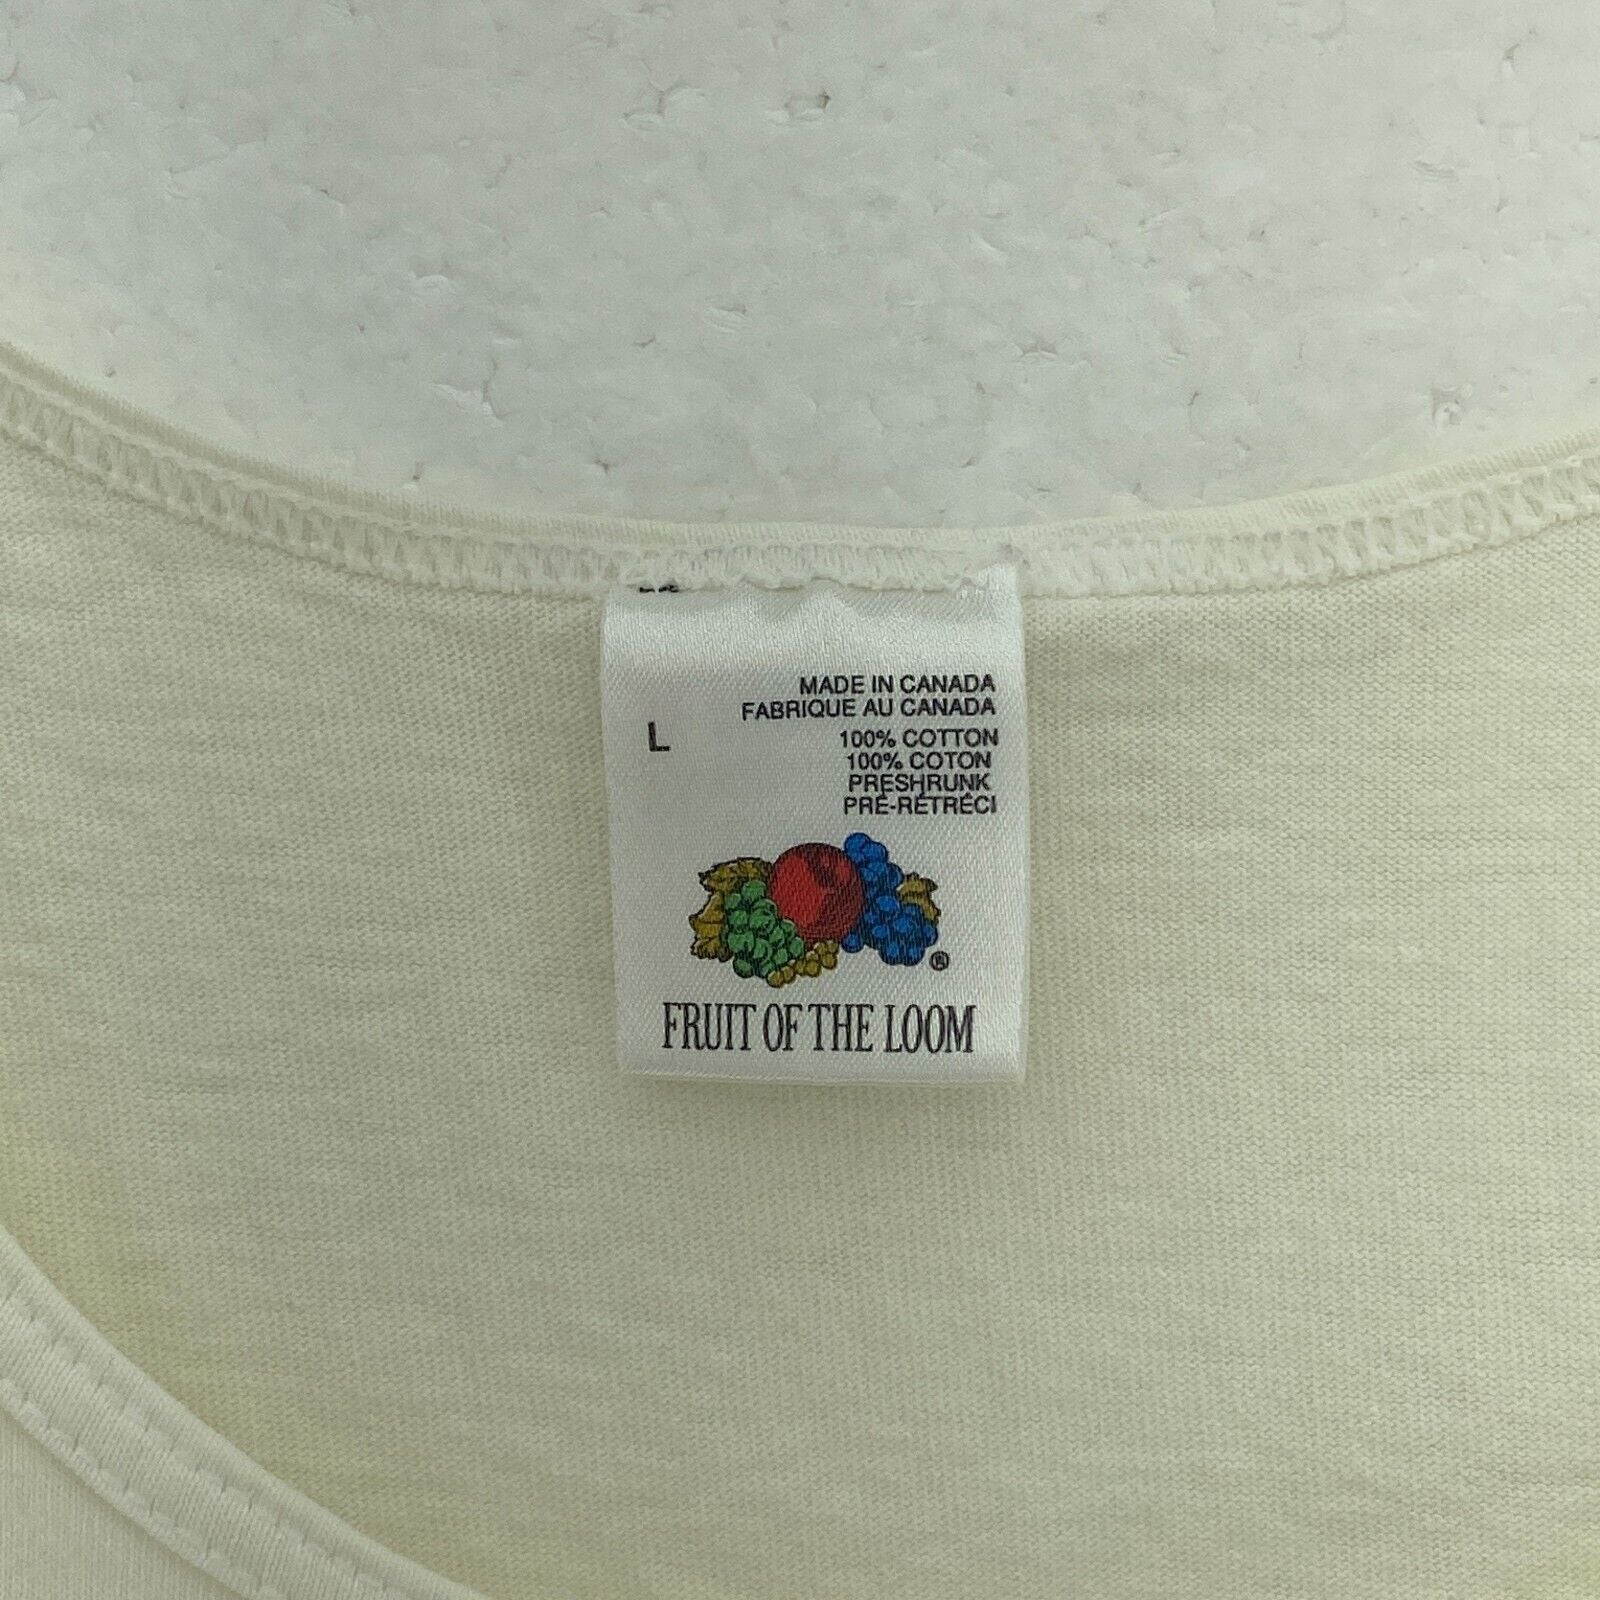 MADE IN CANADA
FABRIQUE AU CANADA
L
100% COTTON
100% COTON
PRESHRUNK
PRÉ-RÉTRÉCI
®
FRUIT OF THE LOOM